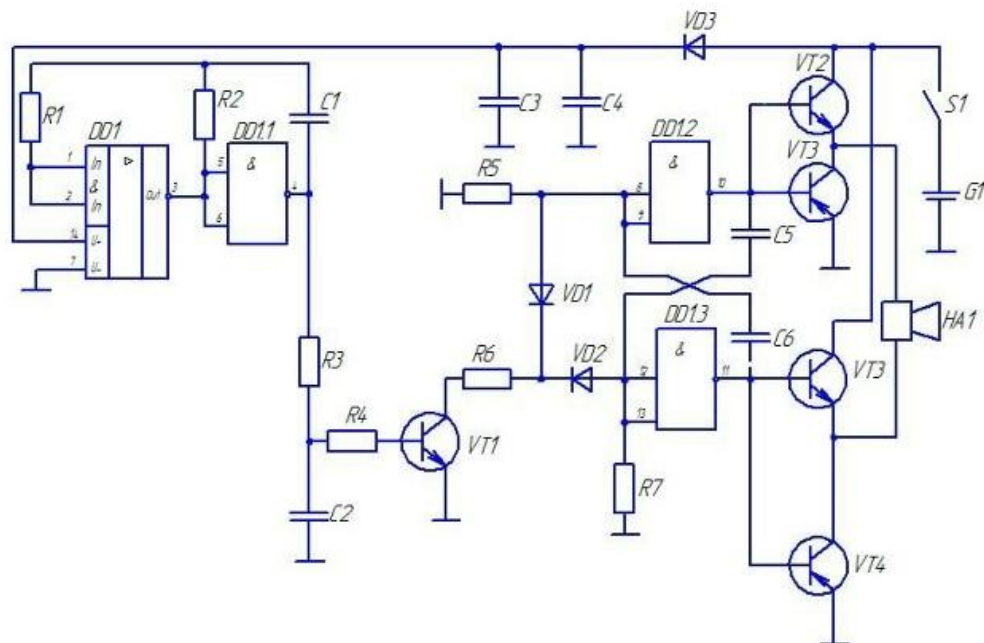 VD3
VT2
R1
R2
C1
C3
C4
S1
DD1
DD1.1
DD1.2
VT3
1
In
&
2
In
14
U+
7
U-
Out
3
5
&
6
4
R5
8
&
9
10
G1
C5
VD1
DD1.3
C6
HA1
R3
R6
VD2
12
&
13
11
VT3
R4
VT1
R7
C2
VT4